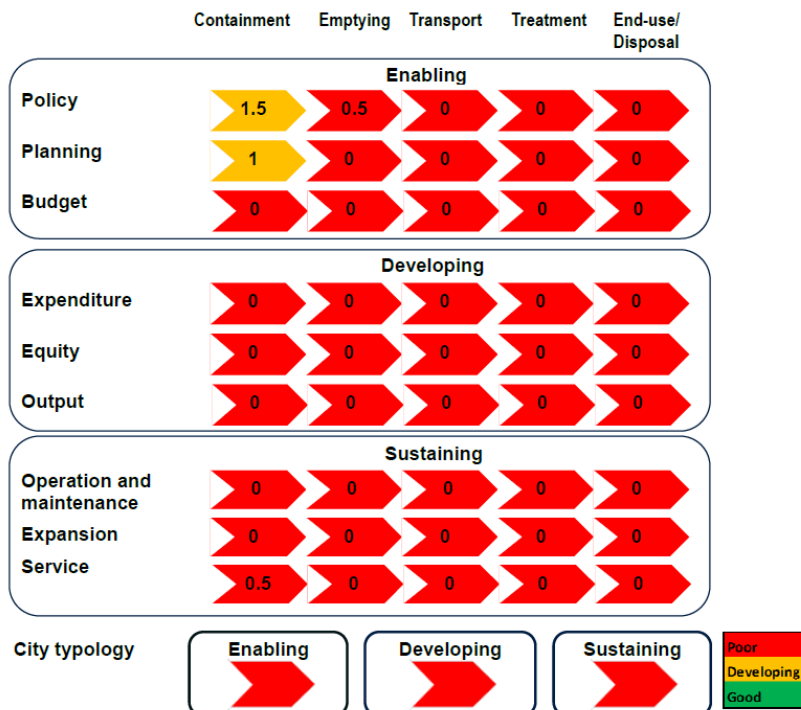 Containment Emptying Transport Treatment End-use/
Disposal
Enabling
Policy 1.5 0.5 0 0 0
Planning 1 0 0 0 0
Budget 0 0 0 0 0
Developing
Expenditure 0 0 0 0 0
Equity 0 0 0 0 0
Output 0 0 0 0 0
Sustaining
Operation and
maintenance 0 0 0 0 0
Expansion 0 0 0 0 0
Service 0.5 0 0 0 0
City typology Enabling Developing Sustaining
Poor
Developing
Good